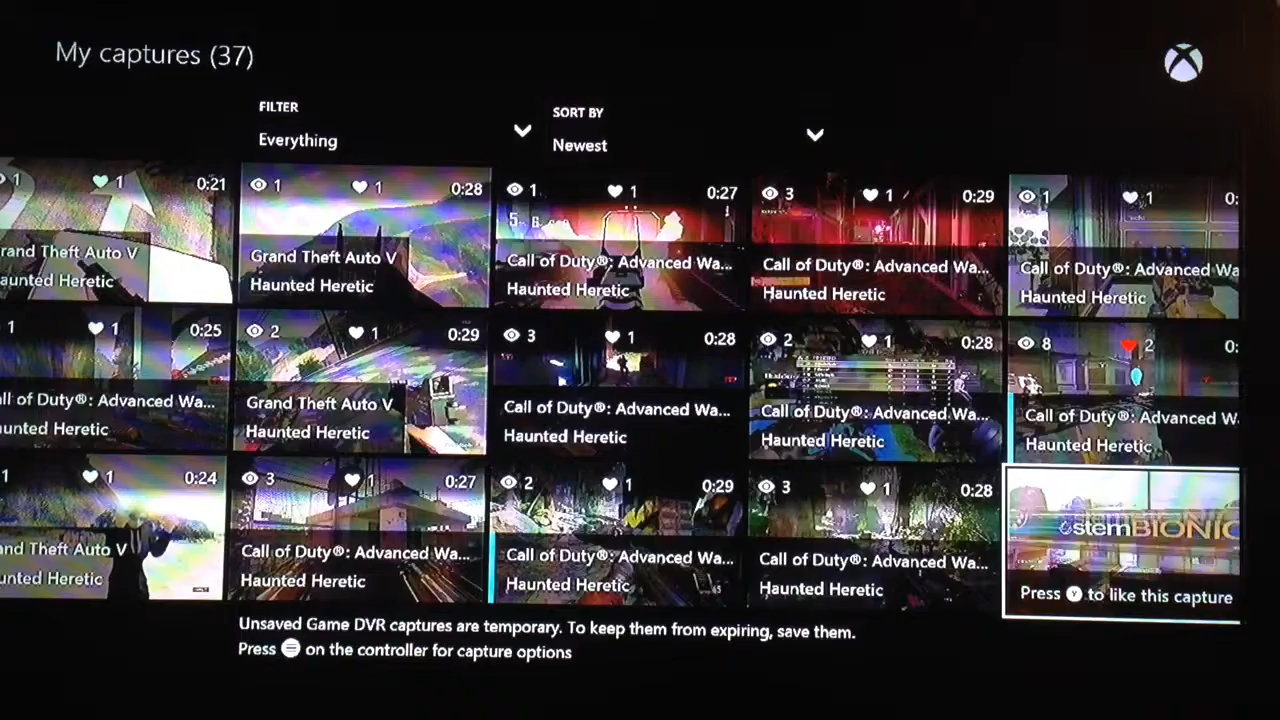 My captures (37)
FILTER
SORT BY
Everything
Newest
1 1 0:21
1 1 0:28
1 1 0:27
3 1 0:29
1 1 0:
rand Theft Auto V
Grand Theft Auto V
Call of Duty®: Advanced Wa...
Call of Duty®: Advanced Wa...
Call of Duty®: Advanced Wa
aunted Heretic
Haunted Heretic
Haunted Heretic
Haunted Heretic
Haunted Heretic
1 1 0:25
2 1 0:29
3 1 0:28
2 1 0:28
8 2 0:
all of Duty®: Advanced Wa...
Grand Theft Auto V
Call of Duty®: Advanced Wa...
Call of Duty®: Advanced Wa...
Call of Duty®: Advanced W
unted Heretic
Haunted Heretic
Haunted Heretic
Haunted Heretic
Haunted Heretic
1 1 0:24
3 1 0:27
2 1 0:29
3 1 0:28
stemBIONIC
and Theft Auto V
Call of Duty®: Advanced Wa...
Call of Duty®: Advanced Wa...
Call of Duty®: Advanced Wa...
unted Heretic
Haunted Heretic
Haunted Heretic
Haunted Heretic
Press Y to like this capture
Unsaved Game DVR captures are temporary. To keep them from expiring, save them.
Press on the controller for capture options